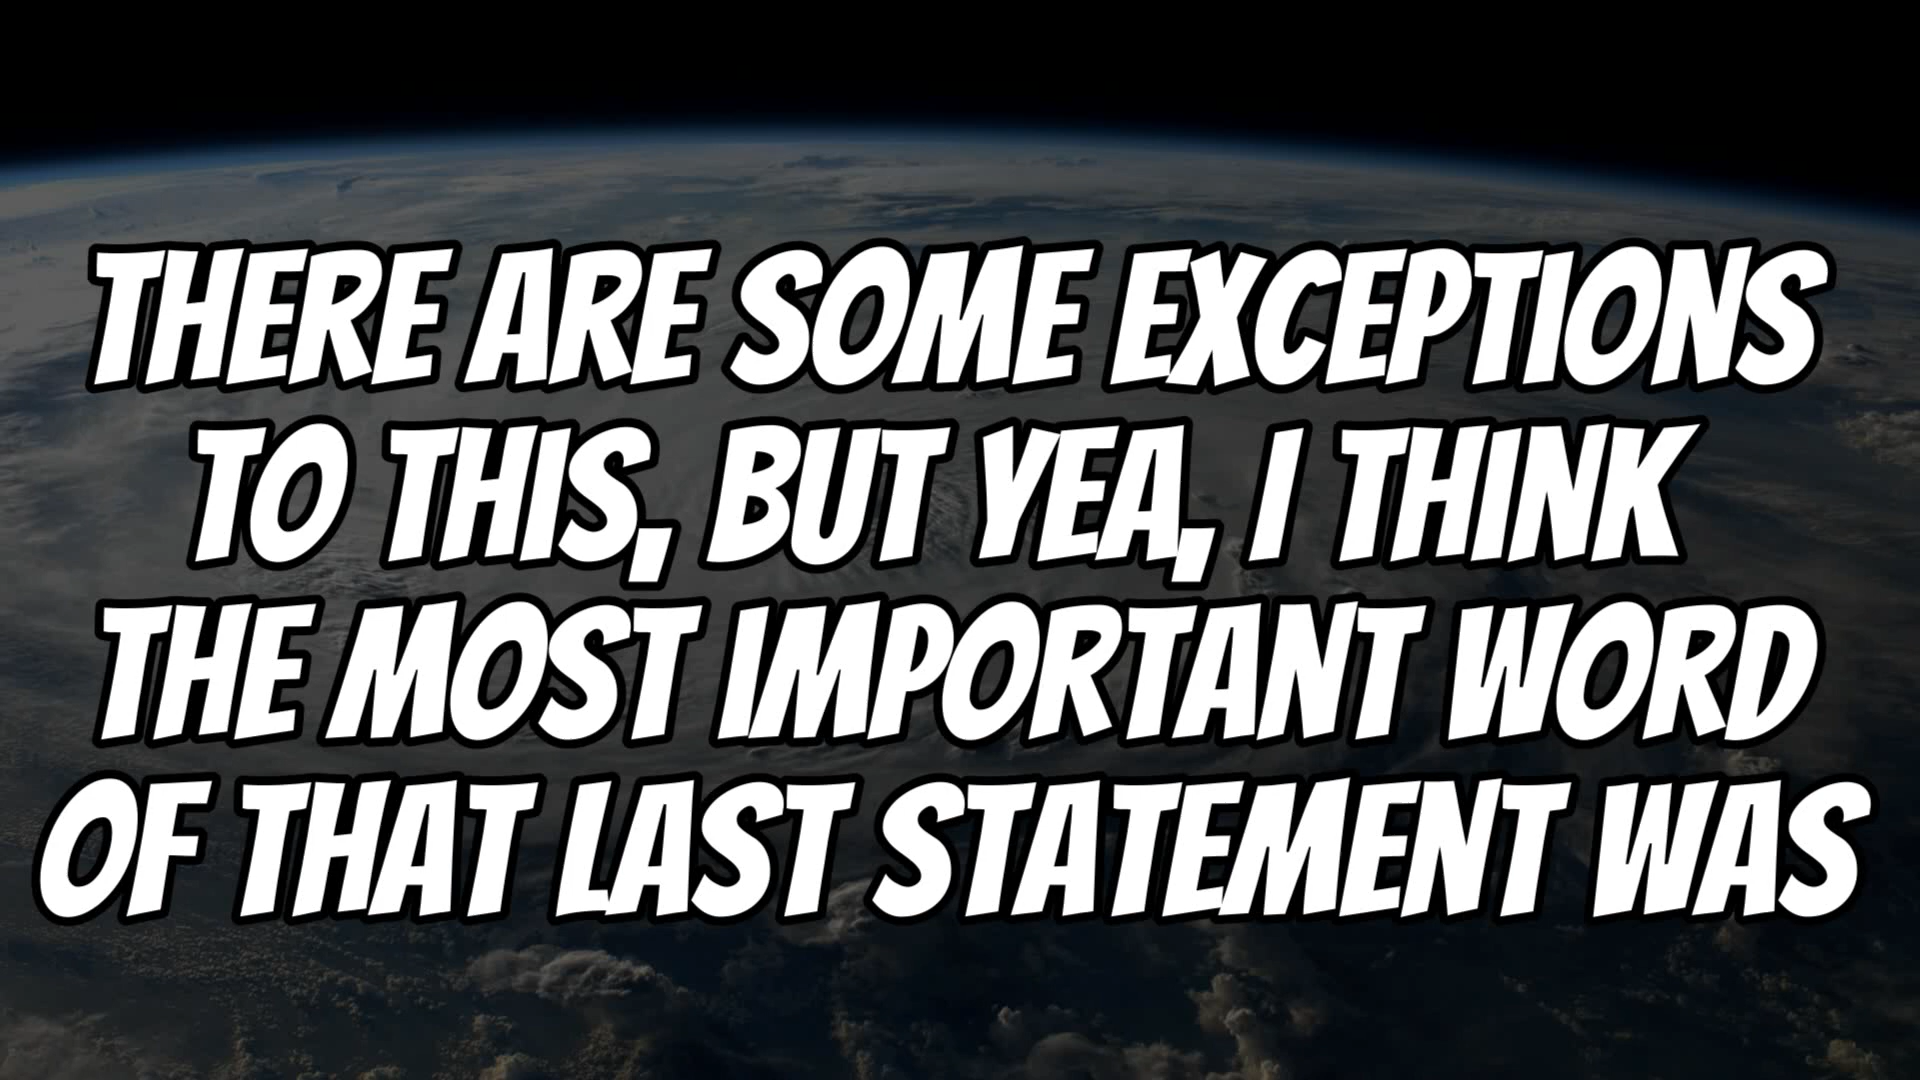 THERE ARE SOME EXCEPTIONS
TO THIS, BUT YEA, I THINK
THE MOST IMPORTANT WORD
OF THAT LAST STATEMENT WAS